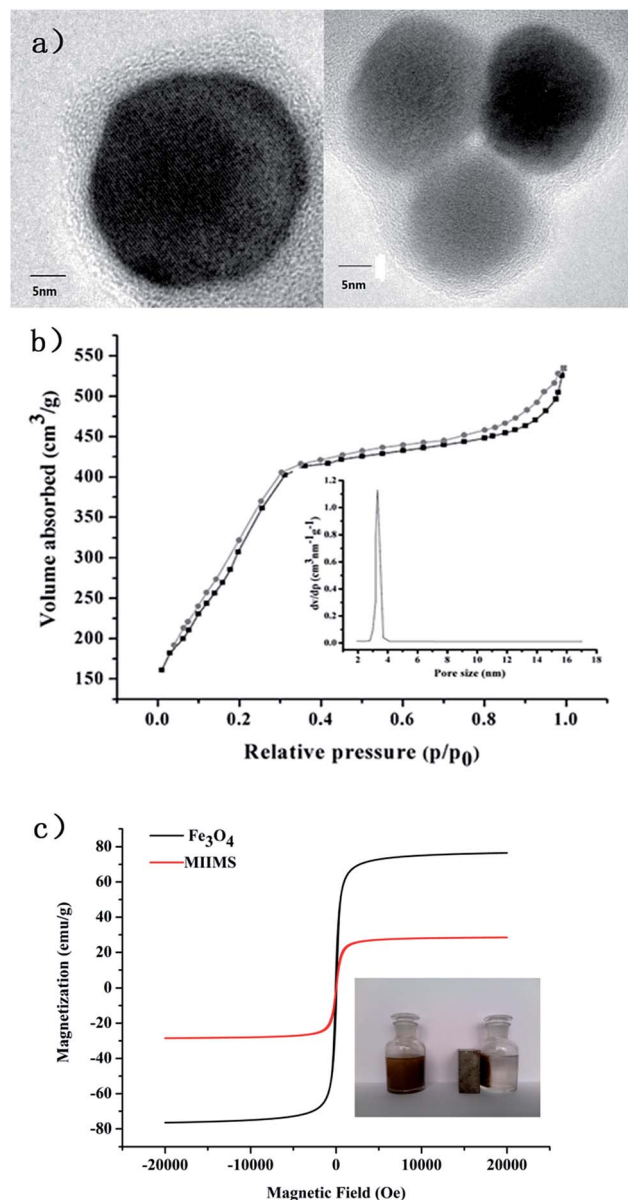 a)
5nm
5nm
b)
Volume absorbed (cm³/g)
550
500
450
400
350
300
250
200
150
0.0 0.2 0.4 0.6 0.8 1.0
Relative pressure (p/p₀)
dv/dp (cm³nm⁻¹g⁻¹)
1.2
1.0
0.8
0.6
0.4
0.2
0.0
2 4 6 8 10 12 14 16 18
Pore size (nm)
c)
Fe₃O₄
MIIMS
Magnetization (emu/g)
80
60
40
20
0
-20
-40
-60
-80
-20000 -10000 0 10000 20000
Magnetic Field (Oe)